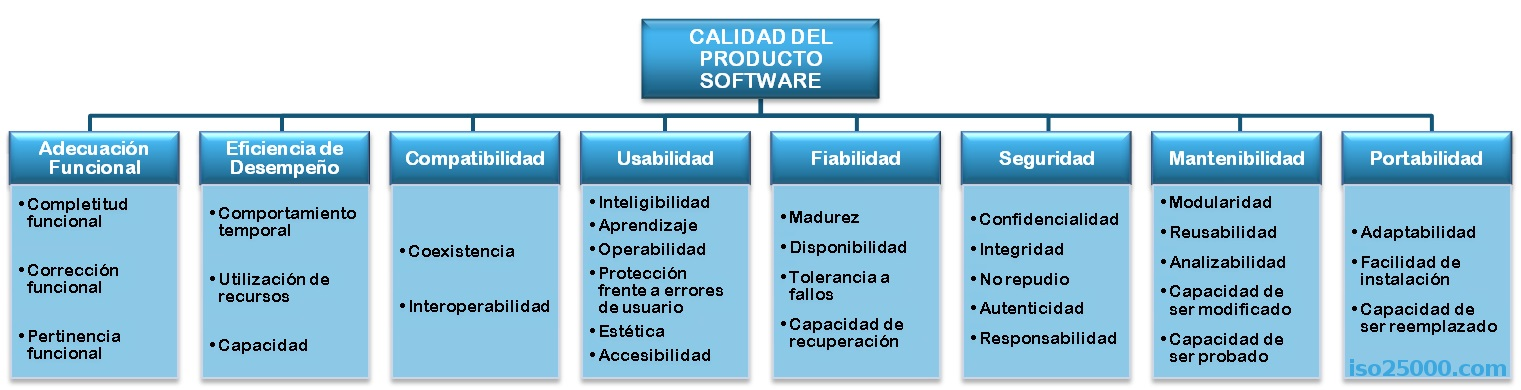 CALIDAD DEL
PRODUCTO
SOFTWARE
Adecuación
Funcional
• Completitud
funcional
• Corrección
funcional
• Pertinencia
funcional
Eficiencia de
Desempeño
• Comportamiento
temporal
• Utilización de
recursos
• Capacidad
Compatibilidad
• Coexistencia
• Interoperabilidad
Usabilidad
• Inteligibilidad
• Aprendizaje
• Operabilidad
• Protección
frente a errores
de usuario
• Estética
• Accesibilidad
Fiabilidad
• Madurez
• Disponibilidad
• Tolerancia a
fallos
• Capacidad de
recuperación
Seguridad
• Confidencialidad
• Integridad
• No repudio
• Autenticidad
• Responsabilidad
Mantenibilidad
• Modularidad
• Reusabilidad
• Analizabilidad
• Capacidad de
ser modificado
• Capacidad de
ser probado
Portabilidad
• Adaptabilidad
• Facilidad de
instalación
• Capacidad de
ser reemplazado
iso25000.com